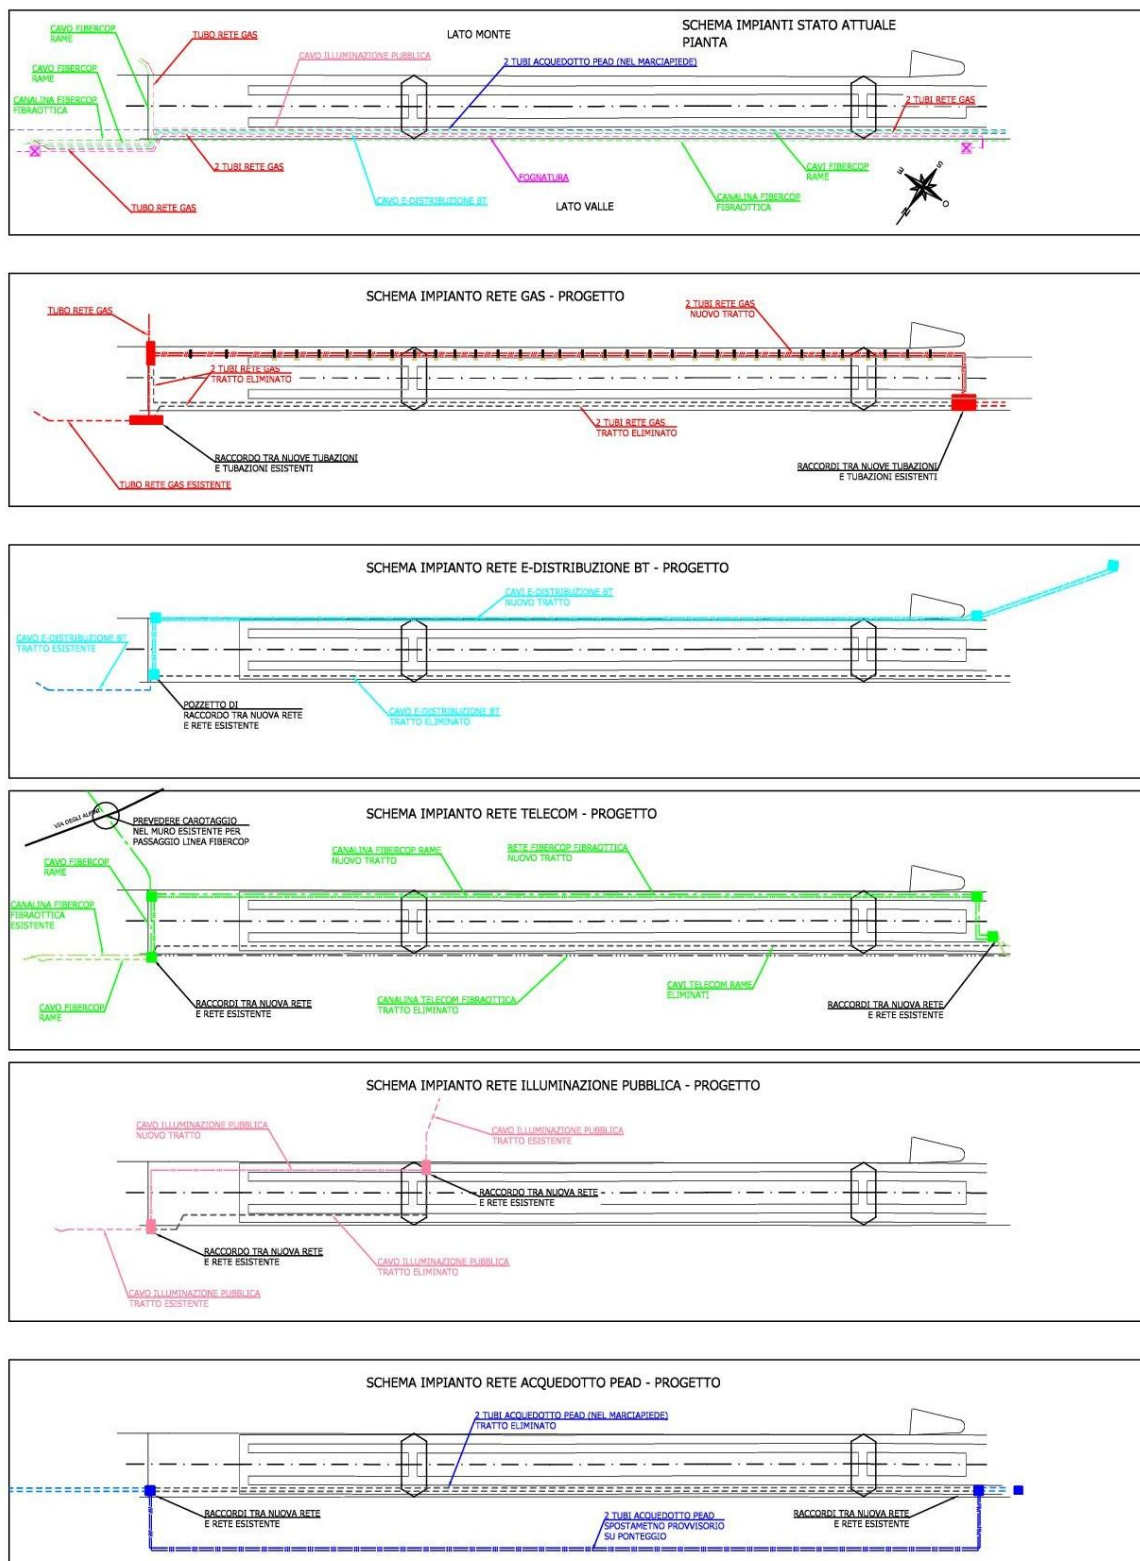 SCHEMA IMPIANTI STATO ATTUALE
PIANTA
CAVO FIBERCOP
RAME
TUBO RETE GAS
LATO MONTE
CAVO ILLUMINAZIONE PUBBLICA
2 TUBI ACQUEDOTTO PEAD (NEL MARCIAPIEDE)
CAVO FIBERCOP
RAME
CANALINA FIBERCOP
FIBRAOTTICA
2 TUBI RETE GAS
2 TUBI RETE GAS
TUBO RETE GAS
CAVO E-DISTRIBUZIONE BT
FOGNATURA
LATO VALLE
CAVI FIBERCOP
RAME
CANALINA FIBERCOP
FIBRAOTTICA
S
E
O
N
SCHEMA IMPIANTO RETE GAS - PROGETTO
TUBO RETE GAS
2 TUBI RETE GAS
NUOVO TRATTO
2 TUBI RETE GAS
TRATTO ELIMINATO
2 TUBI RETE GAS
TRATTO ELIMINATO
RACCORDO TRA NUOVE TUBAZIONI
E TUBAZIONI ESISTENTI
RACCORDI TRA NUOVE TUBAZIONI
E TUBAZIONI ESISTENTI
TUBO RETE GAS ESISTENTE
SCHEMA IMPIANTO RETE E-DISTRIBUZIONE BT - PROGETTO
CAVI E-DISTRIBUZIONE BT
NUOVO TRATTO
CAVO E-DISTRIBUZIONE BT
TRATTO ESISTENTE
POZZETTO DI
RACCORDO TRA NUOVA RETE
E RETE ESISTENTE
CAVO E-DISTRIBUZIONE BT
TRATTO ELIMINATO
SCHEMA IMPIANTO RETE TELECOM - PROGETTO
VIA DEGLI ALPINI
PREVEDERE CAROTAGGIO
NEL MURO ESISTENTE PER
PASSAGGIO LINEA FIBERCOP
CAVO FIBERCOP
RAME
CANALINA FIBERCOP RAME
NUOVO TRATTO
RETE FIBERCOP FIBRAOTTICA
NUOVO TRATTO
CANALINA FIBERCOP
FIBRAOTTICA
ESISTENTE
CAVO FIBERCOP
RAME
RACCORDI TRA NUOVA RETE
E RETE ESISTENTE
CANALINA TELECOM FIBRAOTTICA
TRATTO ELIMINATO
CAVI TELECOM RAME
ELIMINATI
RACCORDI TRA NUOVA RETE
E RETE ESISTENTE
SCHEMA IMPIANTO RETE ILLUMINAZIONE PUBBLICA - PROGETTO
CAVO ILLUMINAZIONE PUBBLICA
NUOVO TRATTO
CAVO ILLUMINAZIONE PUBBLICA
TRATTO ESISTENTE
RACCORDO TRA NUOVA RETE
E RETE ESISTENTE
RACCORDO TRA NUOVA RETE
E RETE ESISTENTE
CAVO ILLUMINAZIONE PUBBLICA
TRATTO ELIMINATO
CAVO ILLUMINAZIONE PUBBLICA
TRATTO ESISTENTE
SCHEMA IMPIANTO RETE ACQUEDOTTO PEAD - PROGETTO
2 TUBI ACQUEDOTTO PEAD (NEL MARCIAPIEDE)
TRATTO ELIMINATO
RACCORDI TRA NUOVA RETE
E RETE ESISTENTE
2 TUBI ACQUEDOTTO PEAD
SPOSTAMETNO PROVVISORIO
SU PONTEGGIO
RACCORDI TRA NUOVA RETE
E RETE ESISTENTE